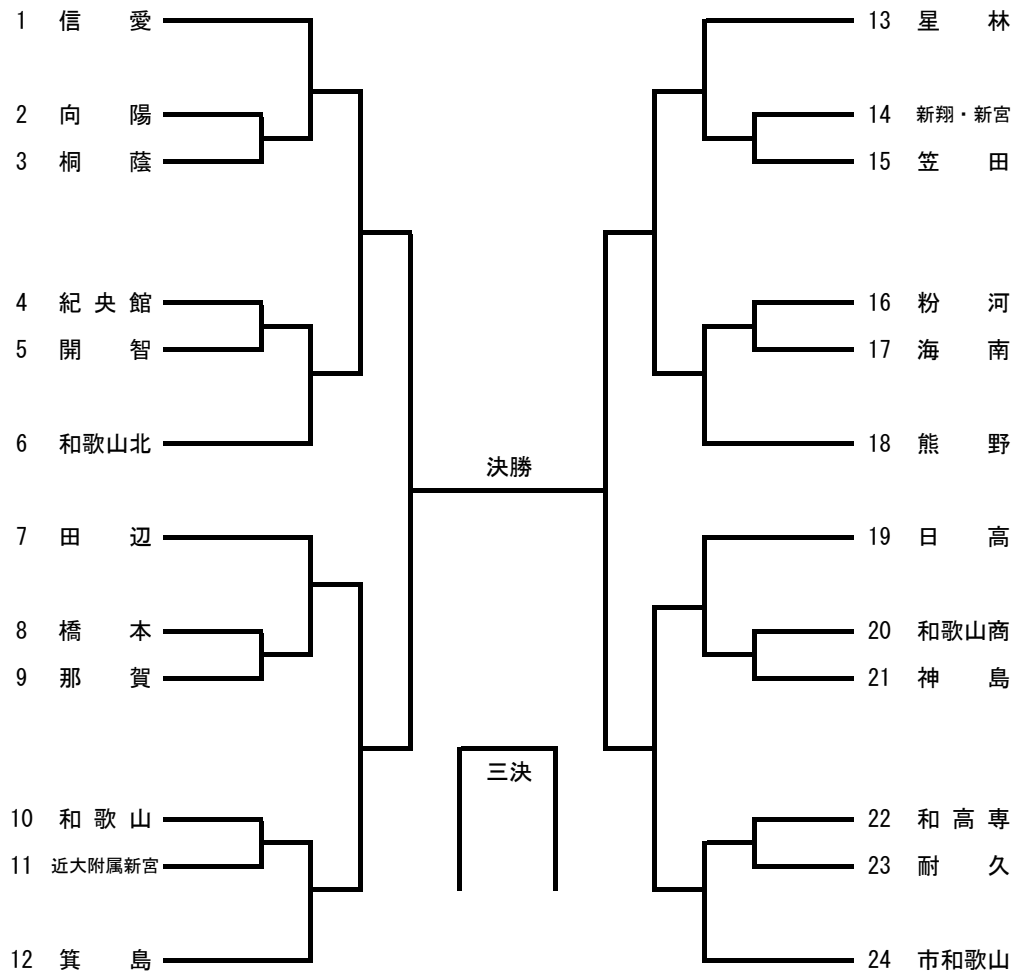 1 信愛
2 向陽
3 桐蔭
4 紀央館
5 開智
6 和歌山北
7 田辺
8 橋本
9 那賀
10 和歌山
11 近大附属新宮
12 箕島
決勝
三決
13 星林
14 新翔・新宮
15 笠田
16 粉河
17 海南
18 熊野
19 日高
20 和歌山商
21 神島
22 和高専
23 耐久
24 市和歌山